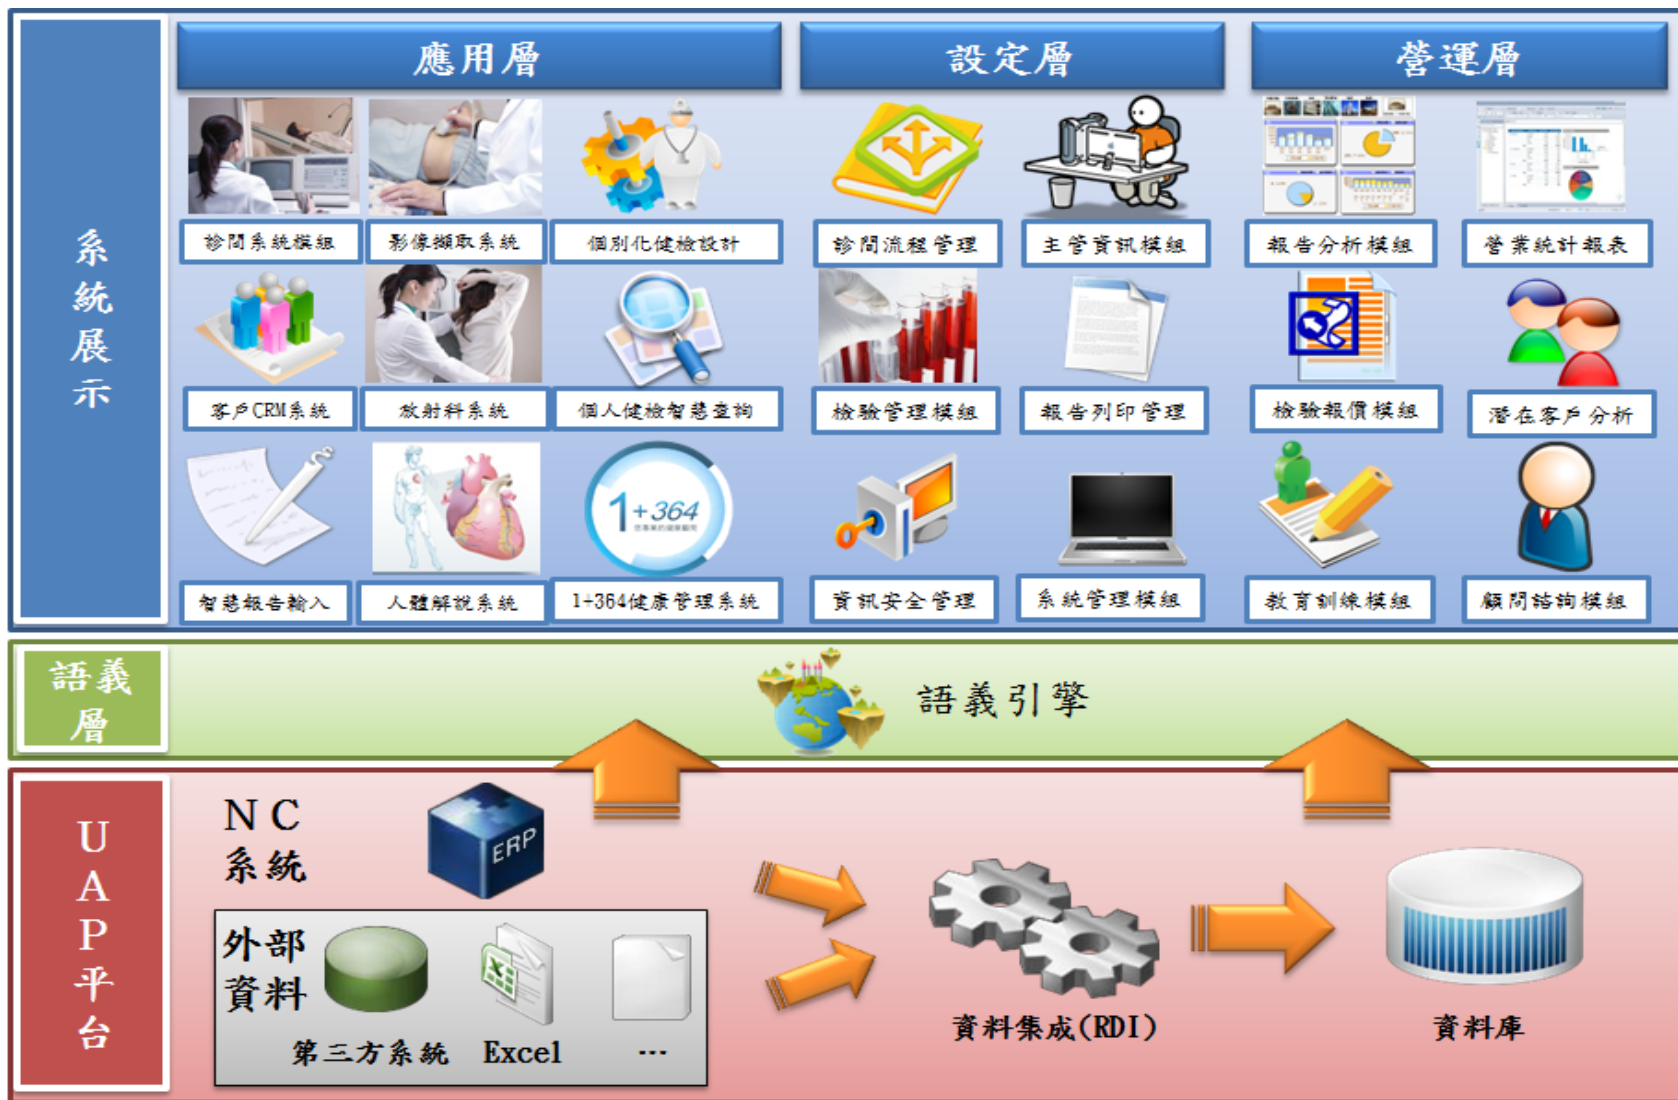 應用層
設定層
營運層
系統展示
診間系統模組
影像擷取系統
個別化健檢設計
診間流程管理
主管資訊模組
報告分析模組
營業統計報表
客戶CRM系統
放射科系統
個人健檢智慧查詢
檢驗管理模組
報告列印管理
檢驗報價模組
潛在客戶分析
1+364
智慧報告輸入
人體解說系統
1+364健康管理系統
資訊安全管理
系統管理模組
教育訓練模組
顧問諮詢模組
語義層
語義引擎
UAP平台
NC
系統
ERP
外部
資料
第三方系統
Excel
...
資料集成(RDI)
資料庫